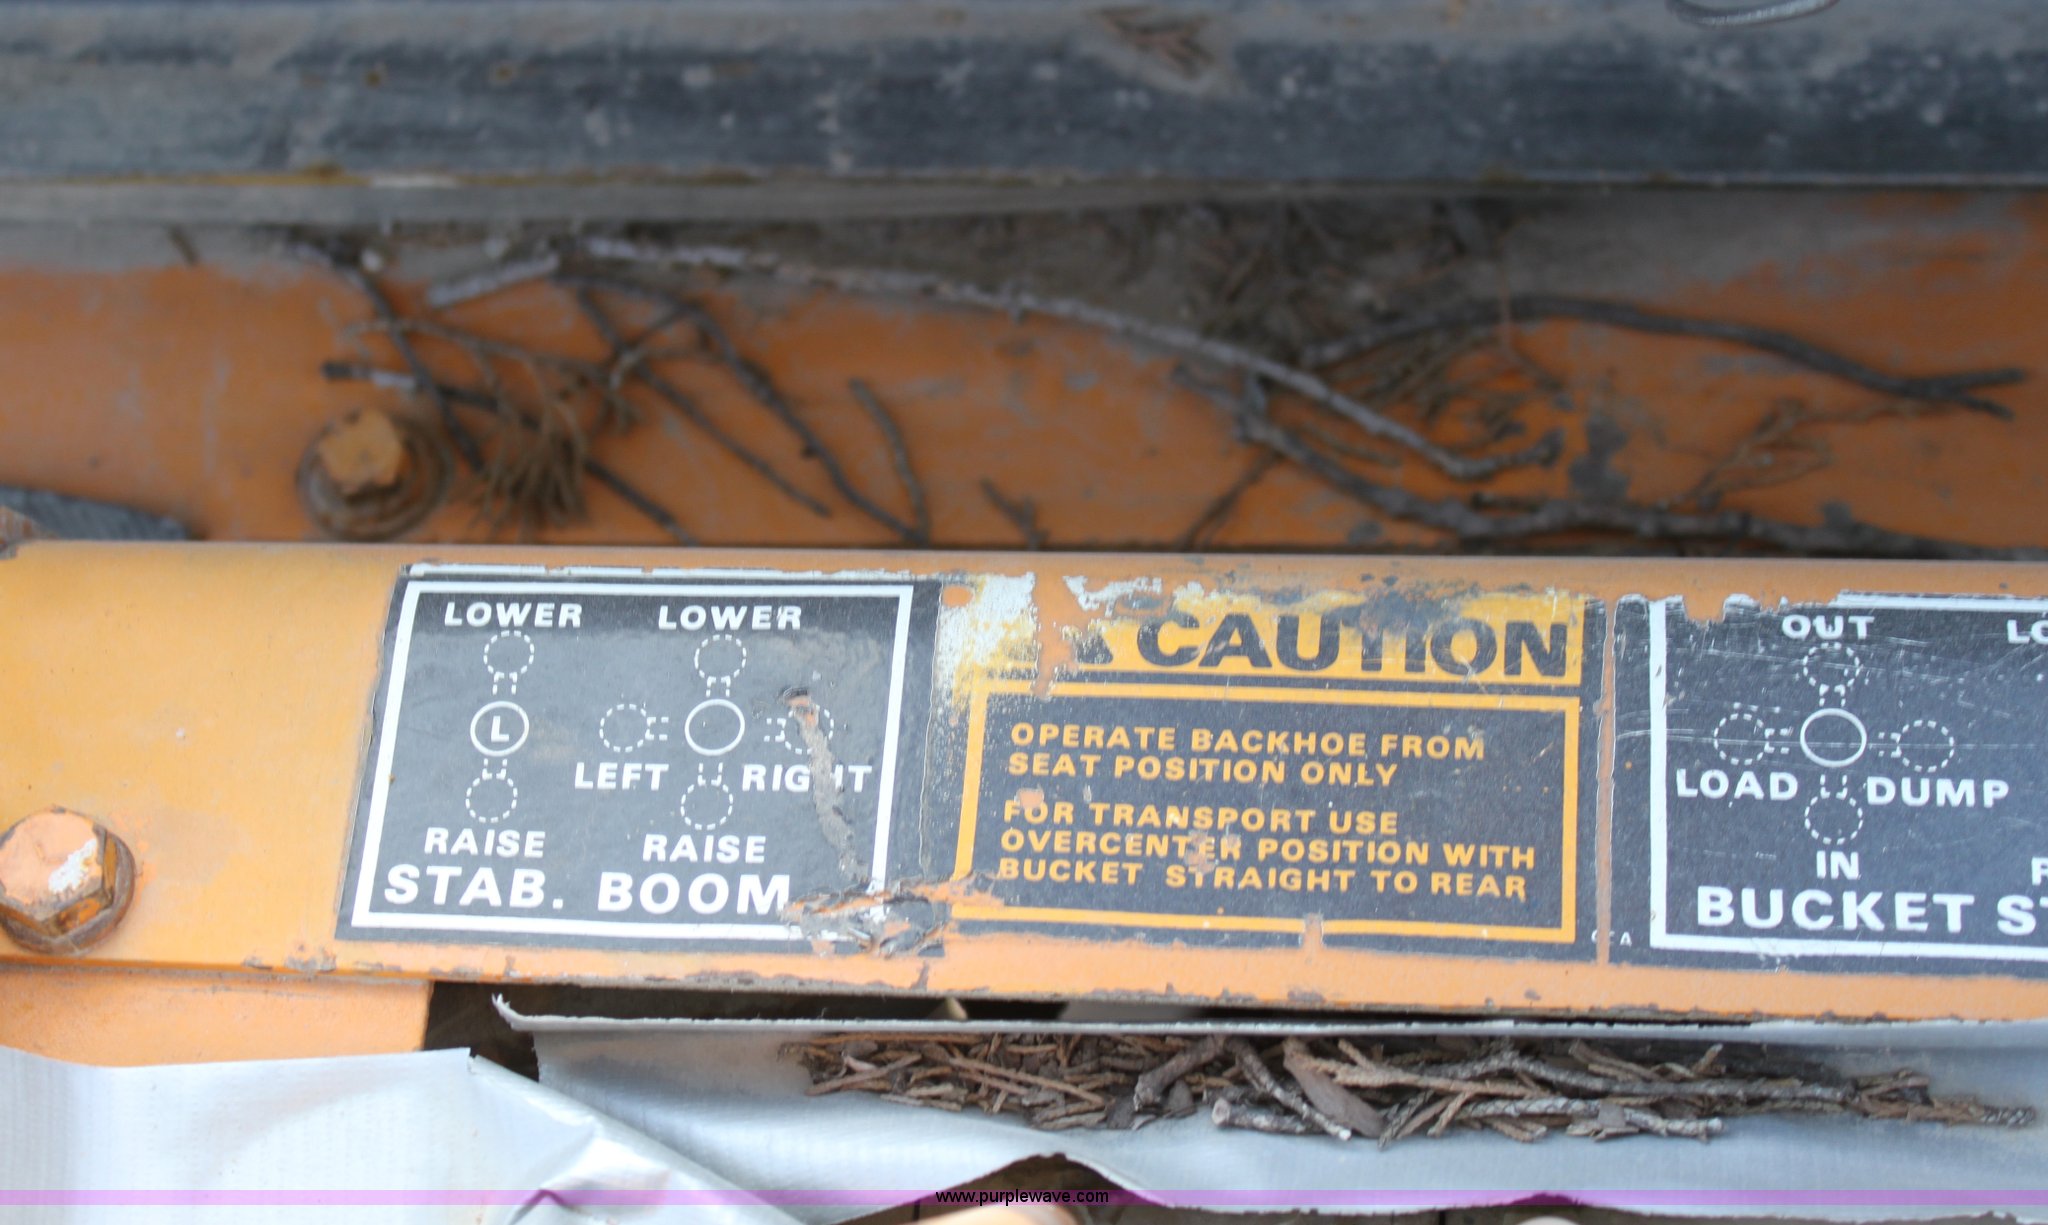 LOWER LOWER
L
LEFT RIGHT
RAISE RAISE
STAB. BOOM
CAUTION
OPERATE BACKHOE FROM
SEAT POSITION ONLY
FOR TRANSPORT USE
OVERCENTER POSITION WITH
BUCKET STRAIGHT TO REAR
OUT
LOAD DUMP
IN
BUCKET
www.purplewave.com